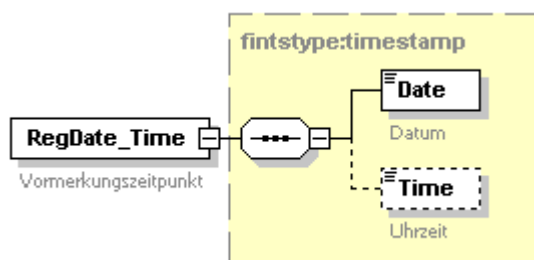 fintstype:timestamp
Date
Datum
RegDate_Time
Vormerkungszeitpunkt
Time
Uhrzeit